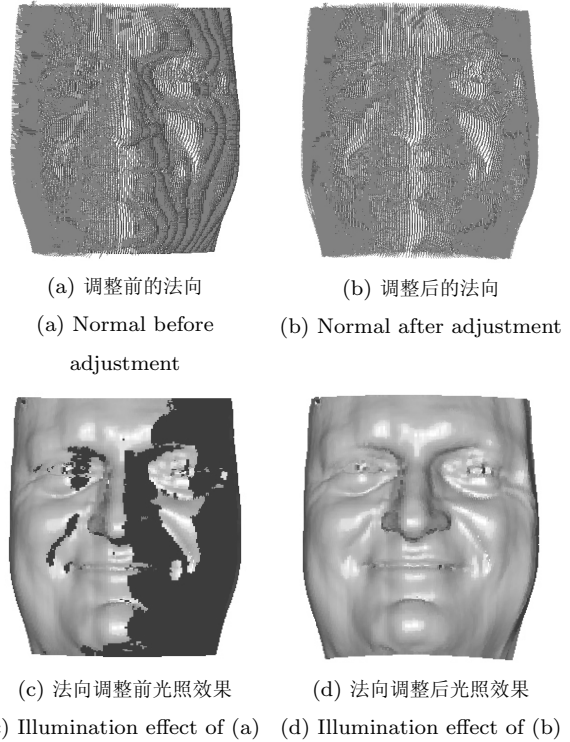 (a) 调整前的法向
(b) 调整后的法向
(a) Normal before
adjustment
(b) Normal after adjustment
(c) 法向调整前光照效果
(d) 法向调整后光照效果
) Illumination effect of (a)
(d) Illumination effect of (b)